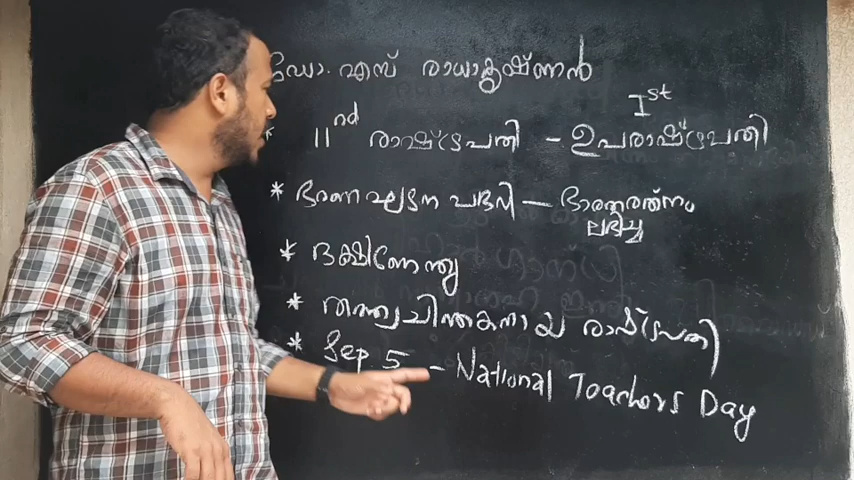 ഡോ. എസ് രാധാകൃഷ്ണൻ
Ist
* IInd രാഷ്ട്രപതി - ഉപരാഷ്ട്രപതി
* ഭരണഘടന പദവി - ഭാരതരത്നം
ലഭിച്ചു
* ദക്ഷിണേന്ത്യ
* തത്ത്വചിന്തകനായ രാഷ്ട്രപതി
* Sep 5 - National Teachers Day